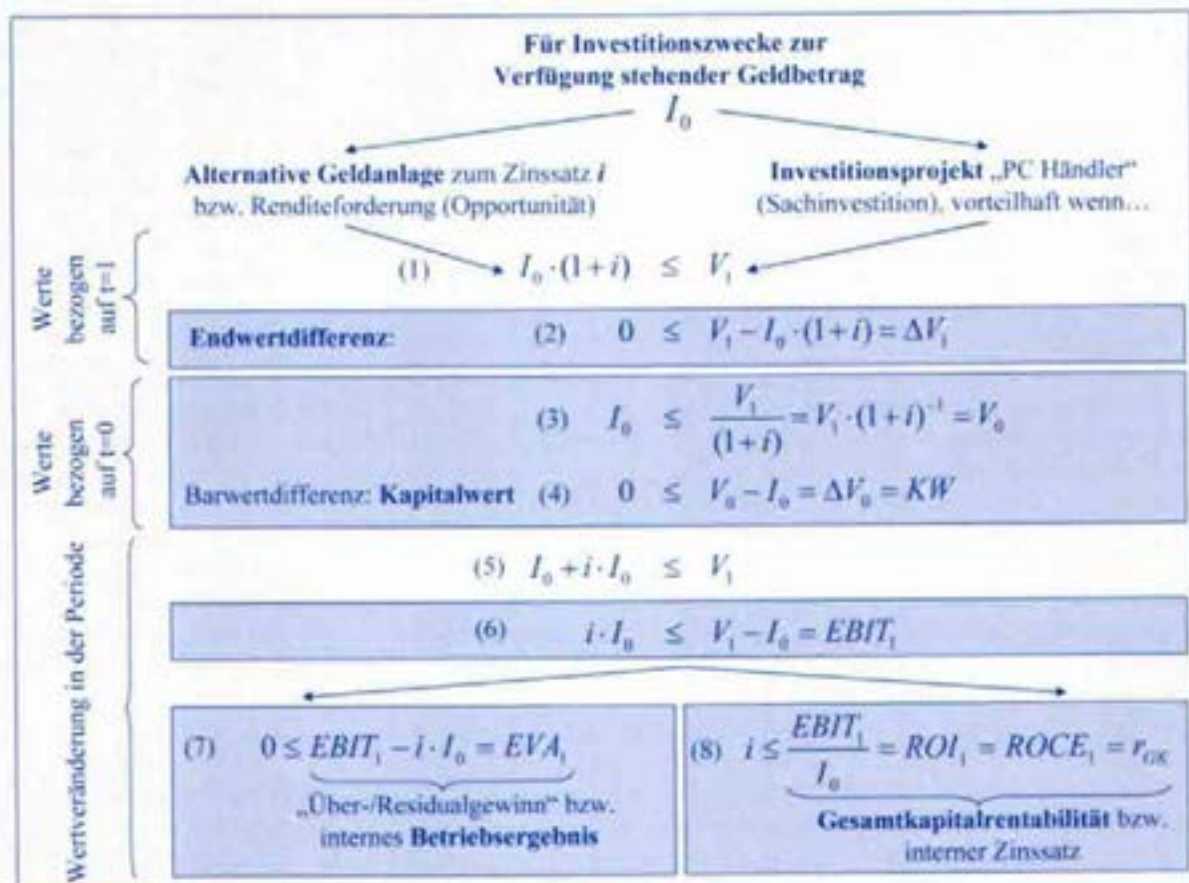 Für Investitionszwecke zur
Verfügung stehender Geldbetrag
I₀
Alternative Geldanlage zum Zinssatz i
bzw. Renditeforderung (Opportunität)
Investitionsprojekt „PC Händler“
(Sachinvestition), vorteilhaft wenn…
Werte
bezogen
auf t=1
(1) I₀·(1+i) ≤ V₁
Endwertdifferenz: (2) 0 ≤ V₁ − I₀·(1+i) = ΔV₁
Werte
bezogen
auf t=0
(3) I₀ ≤ V₁/(1+i) = V₁·(1+i)⁻¹ = V₀
Barwertdifferenz: Kapitalwert (4) 0 ≤ V₀ − I₀ = ΔV₀ = KW
Wertveränderung in der Periode
(5) I₀ + i·I₀ ≤ V₁
(6) i·I₀ ≤ V₁ − I₀ = EBIT₁
(7) 0 ≤ EBIT₁ − i·I₀ = EVA₁
„Über-/Residualgewinn“ bzw.
internes Betriebsergebnis
(8) i ≤ EBIT₁/I₀ = ROI₁ = ROCE₁ = r_GK
Gesamtkapitalrentabilität bzw.
interner Zinssatz